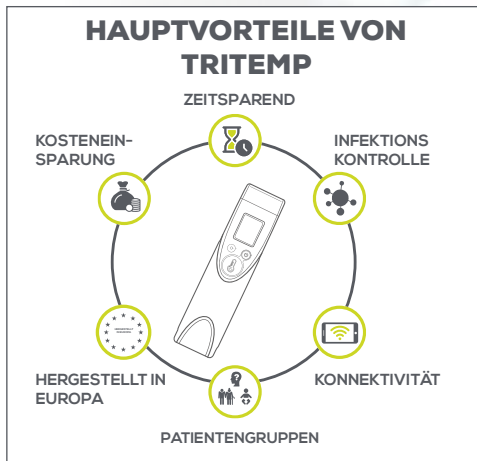 HAUPTVORTEILE VON
TRITEMP
ZEITSPAREND
KOSTENEIN-
SPARUNG
INFEKTIONS
KONTROLLE
HERGESTELLT IN
EUROPA
KONNEKTIVITÄT
PATIENTENGRUPPEN